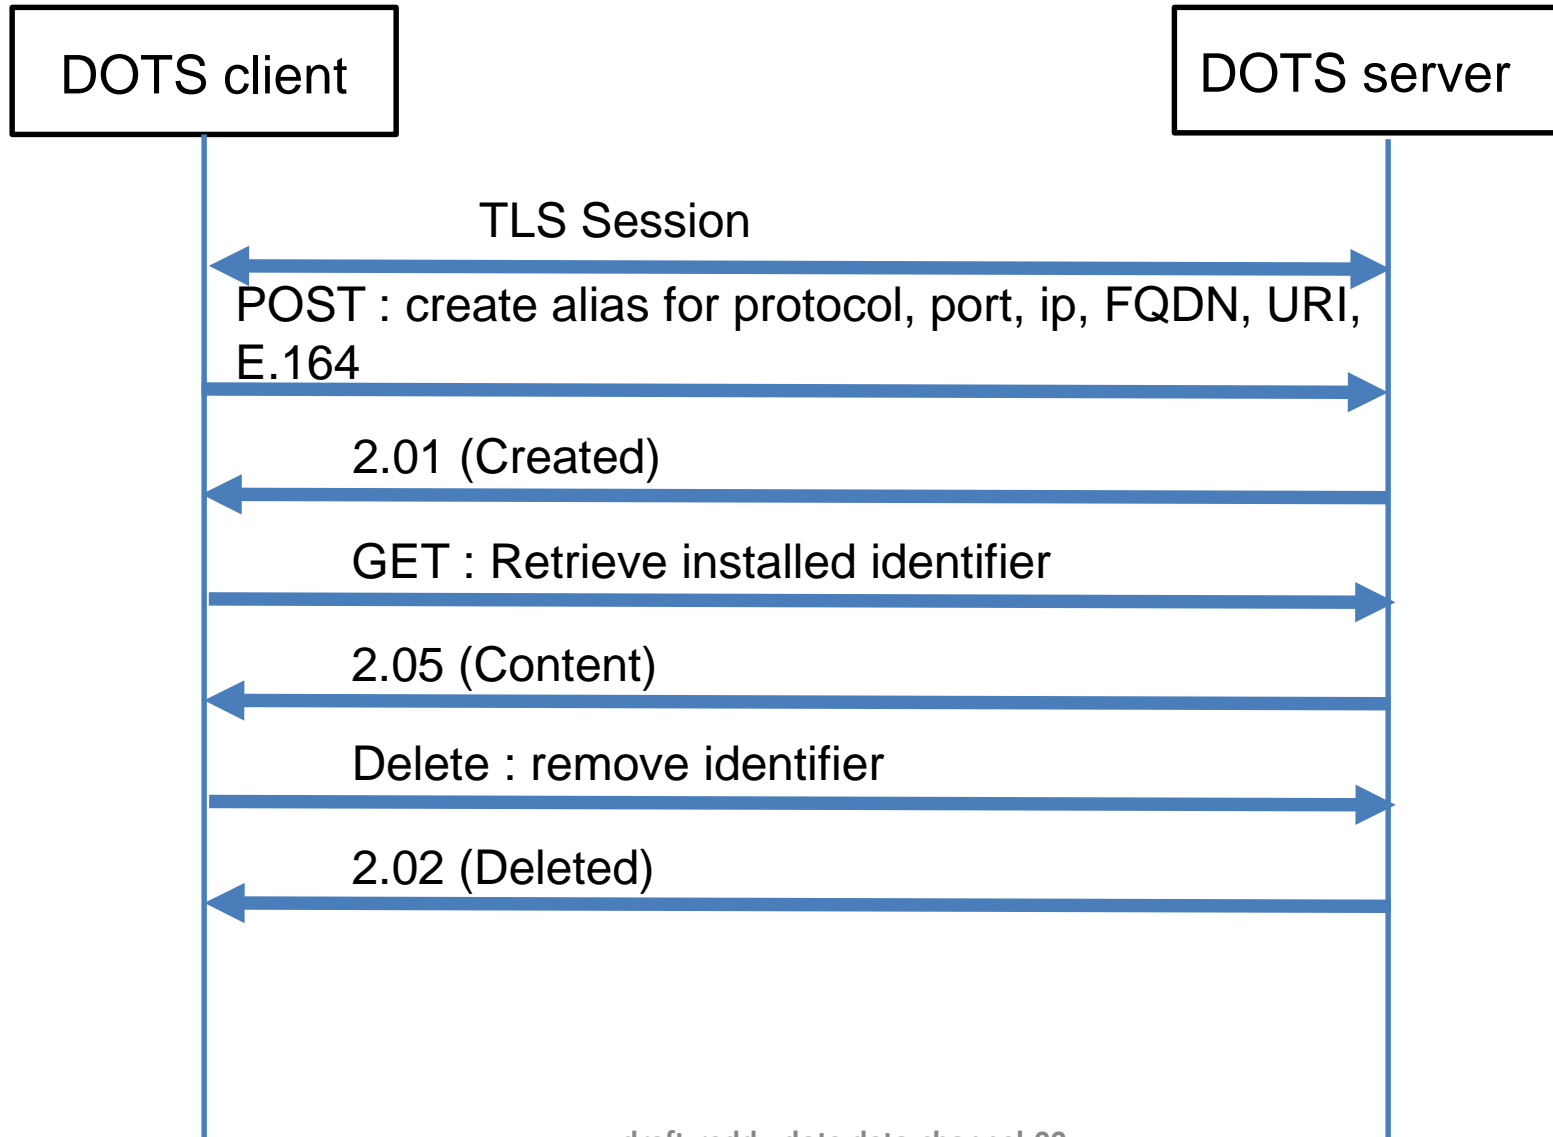 DOTS client
DOTS server
TLS Session
POST : create alias for protocol, port, ip, FQDN, URI,
E.164
2.01 (Created)
GET : Retrieve installed identifier
2.05 (Content)
Delete : remove identifier
2.02 (Deleted)